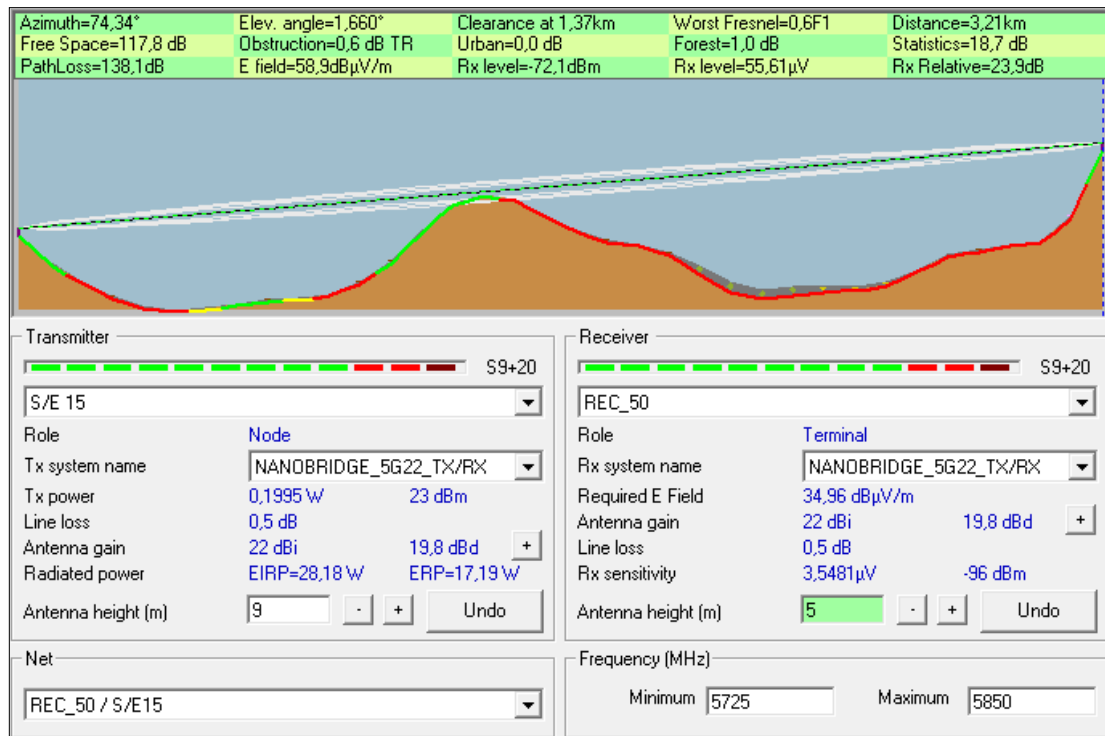 Azimuth=74,34° Elev. angle=1,660° Clearance at 1,37km Worst Fresnel=0,6F1 Distance=3,21km
Free Space=117,8 dB Obstruction=0,6 dB TR Urban=0,0 dB Forest=1,0 dB Statistics=18,7 dB
PathLoss=138,1dB E field=58,9dBµV/m Rx level=-72,1dBm Rx level=55,61µV Rx Relative=23,9dB
Transmitter
S9+20
S/E 15
Role Node
Tx system name NANOBRIDGE_5G22_TX/RX
Tx power 0,1995 W 23 dBm
Line loss 0,5 dB
Antenna gain 22 dBi 19,8 dBd +
Radiated power EIRP=28,18 W ERP=17,19 W
Antenna height (m) 9 - + Undo
Receiver
S9+20
REC_50
Role Terminal
Rx system name NANOBRIDGE_5G22_TX/RX
Required E Field 34,96 dBµV/m
Antenna gain 22 dBi 19,8 dBd +
Line loss 0,5 dB
Rx sensitivity 3,5481µV -96 dBm
Antenna height (m) 5 - + Undo
Net
REC_50 / S/E15
Frequency (MHz)
Minimum 5725 Maximum 5850